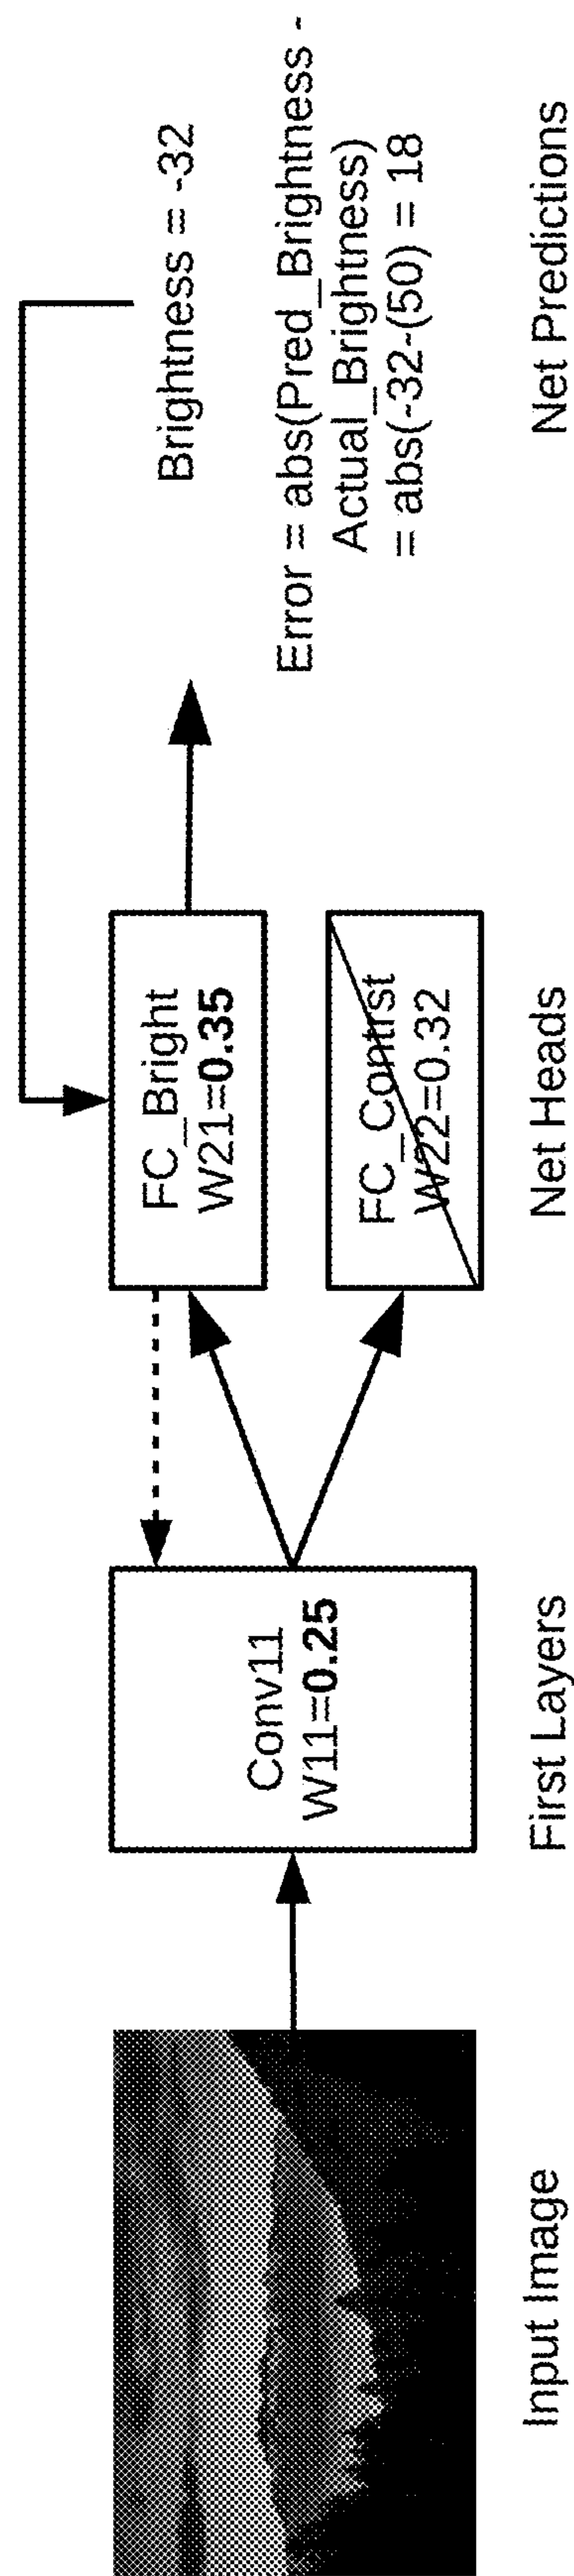 Input Image
Conv11
W11=0.25
First Layers
FC_Bright
W21=0.35
FC_Contrst
W22=0.32
Net Heads
Brightness = -32
Error = abs(Pred_Brightness -
Actual_Brightness)
= abs(-32-(50) = 18
Net Predictions